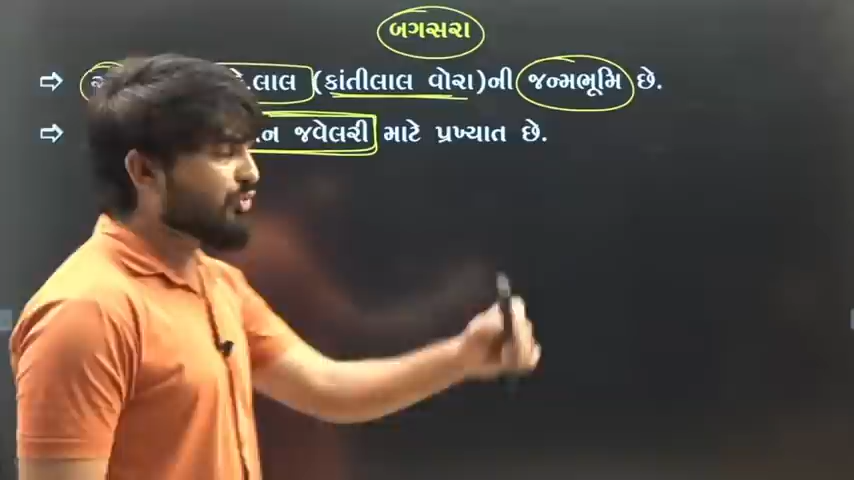 બગસરા
કે.લાલ (કાંતીલાલ વોરા)ની જન્મભૂમિ છે.
જવેલરી માટે પ્રખ્યાત છે.